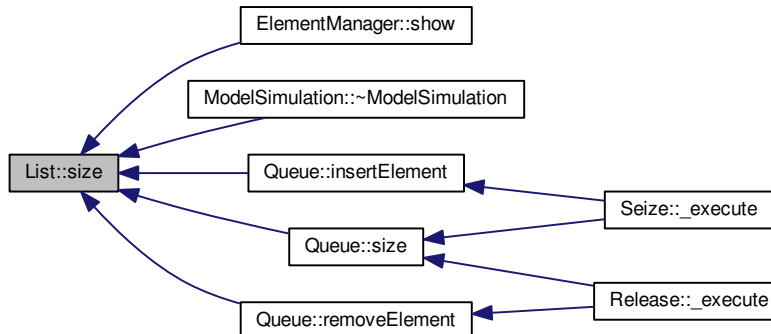 ElementManager::show
ModelSimulation::~ModelSimulation
List::size
Queue::insertElement
Seize::_execute
Queue::size
Release::_execute
Queue::removeElement